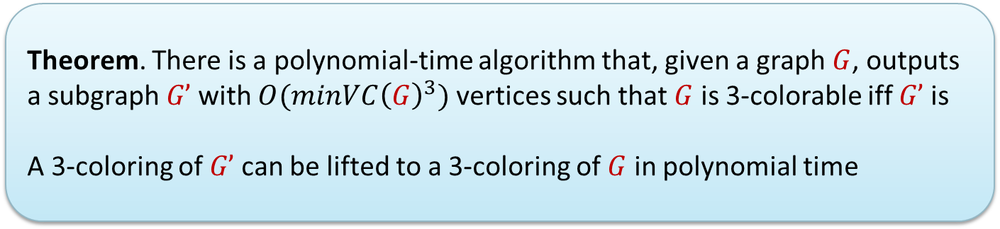 Theorem. There is a polynomial-time algorithm that, given a graph G, outputs
a subgraph G’ with O(minVC(G)³) vertices such that G is 3-colorable iff G’ is
A 3-coloring of G’ can be lifted to a 3-coloring of G in polynomial time